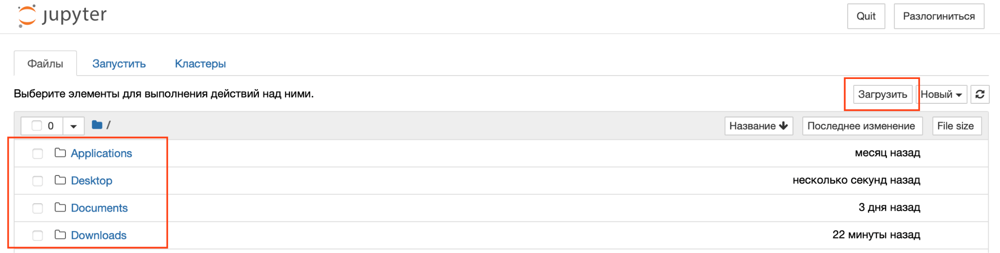 jupyter
Quit
Разлогиниться
Файлы
Запустить
Кластеры
Выберите элементы для выполнения действий над ними.
Загрузить
Новый
0
/
Название
Последнее изменение
File size
Applications
месяц назад
Desktop
несколько секунд назад
Documents
3 дня назад
Downloads
22 минуты назад